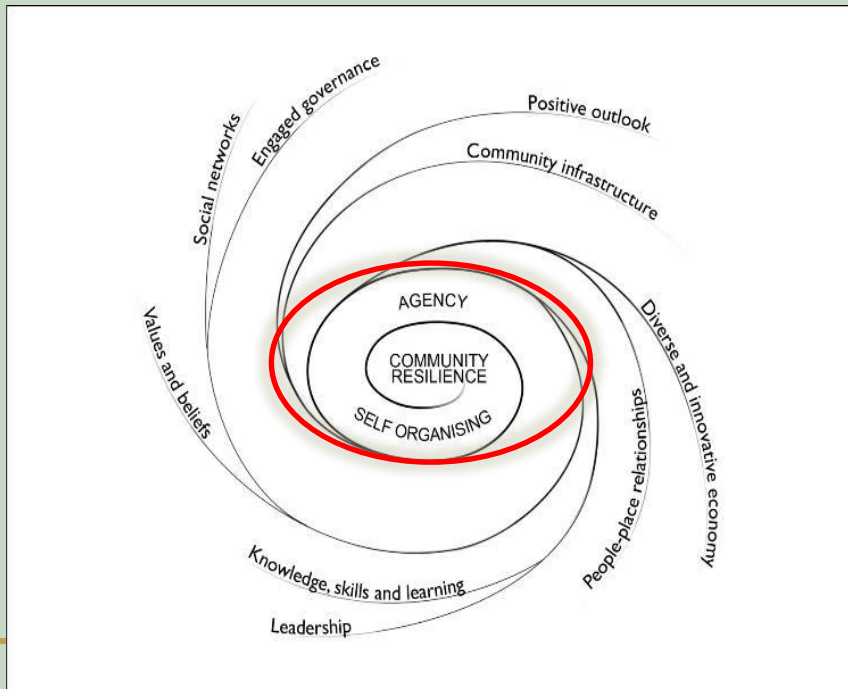 Engaged governance
Social networks
Positive outlook
Community infrastructure
AGENCY
COMMUNITY
RESILIENCE
SELF ORGANISING
Values and beliefs
Diverse and innovative economy
People-place relationships
Knowledge, skills and learning
Leadership